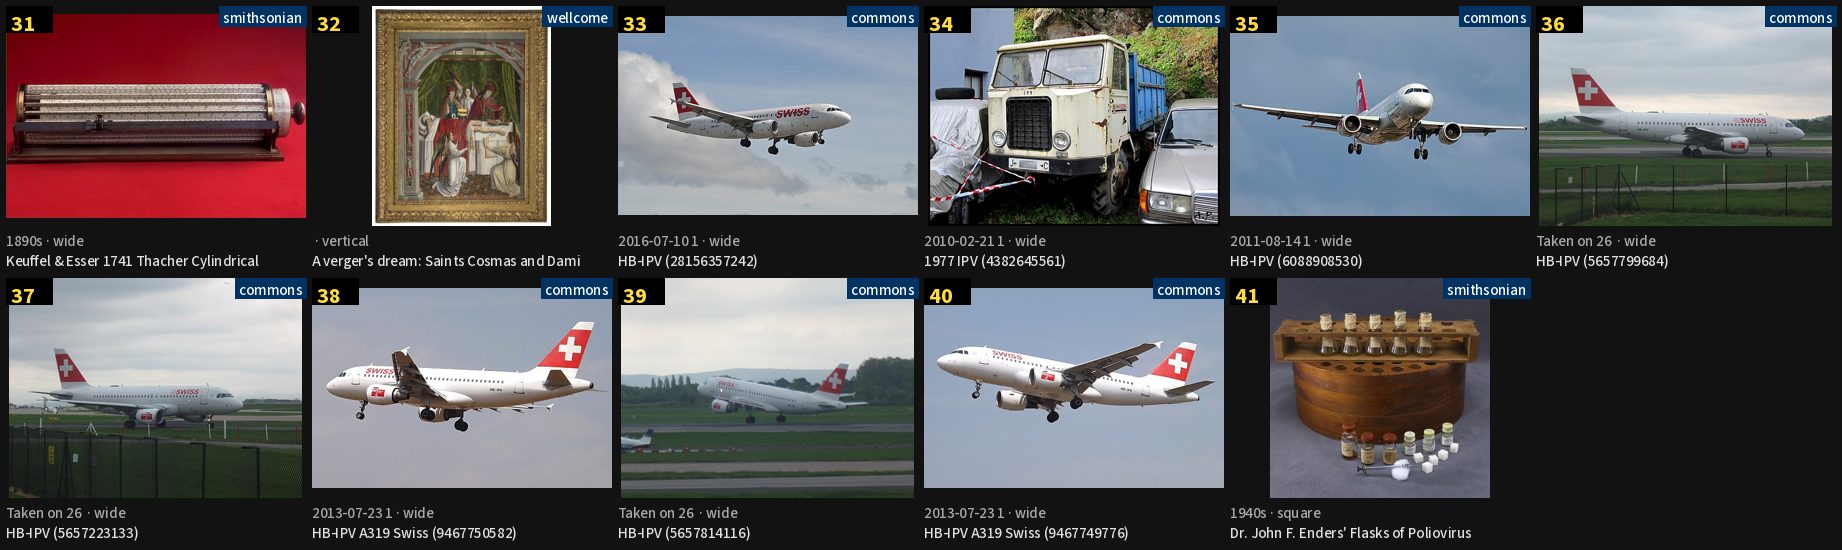 31
smithsonian
1890s · wide
Keuffel & Esser 1741 Thacher Cylindrical
32
wellcome
· vertical
A verger's dream: Saints Cosmas and Dami
33
commons
SWISS
2016-07-10 1 · wide
HB-IPV (28156357242)
34
commons
2010-02-21 1 · wide
1977 IPV (4382645561)
35
commons
2011-08-14 1 · wide
HB-IPV (6088908530)
36
commons
SWISS
Taken on 26 · wide
HB-IPV (5657799684)
37
commons
SWISS
Taken on 26 · wide
HB-IPV (5657223133)
38
commons
SWISS
2013-07-23 1 · wide
HB-IPV A319 Swiss (9467750582)
39
commons
Taken on 26 · wide
HB-IPV (5657814116)
40
commons
SWISS
2013-07-23 1 · wide
HB-IPV A319 Swiss (9467749776)
41
smithsonian
1940s · square
Dr. John F. Enders' Flasks of Poliovirus